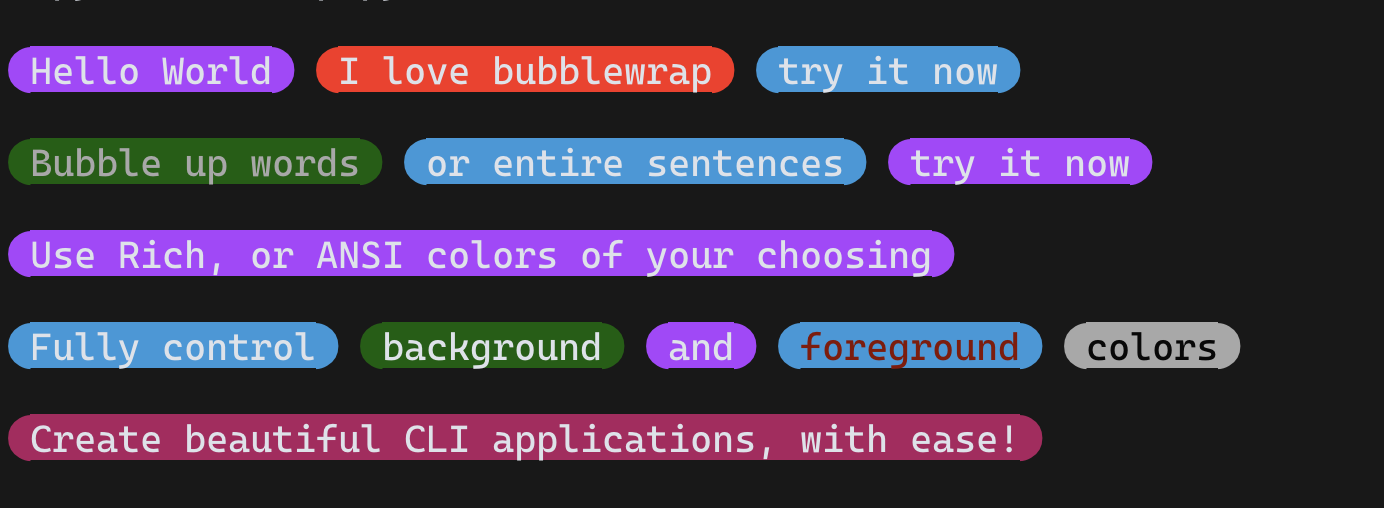 Hello World I love bubblewrap try it now
Bubble up words or entire sentences try it now
Use Rich, or ANSI colors of your choosing
Fully control background and foreground colors
Create beautiful CLI applications, with ease!